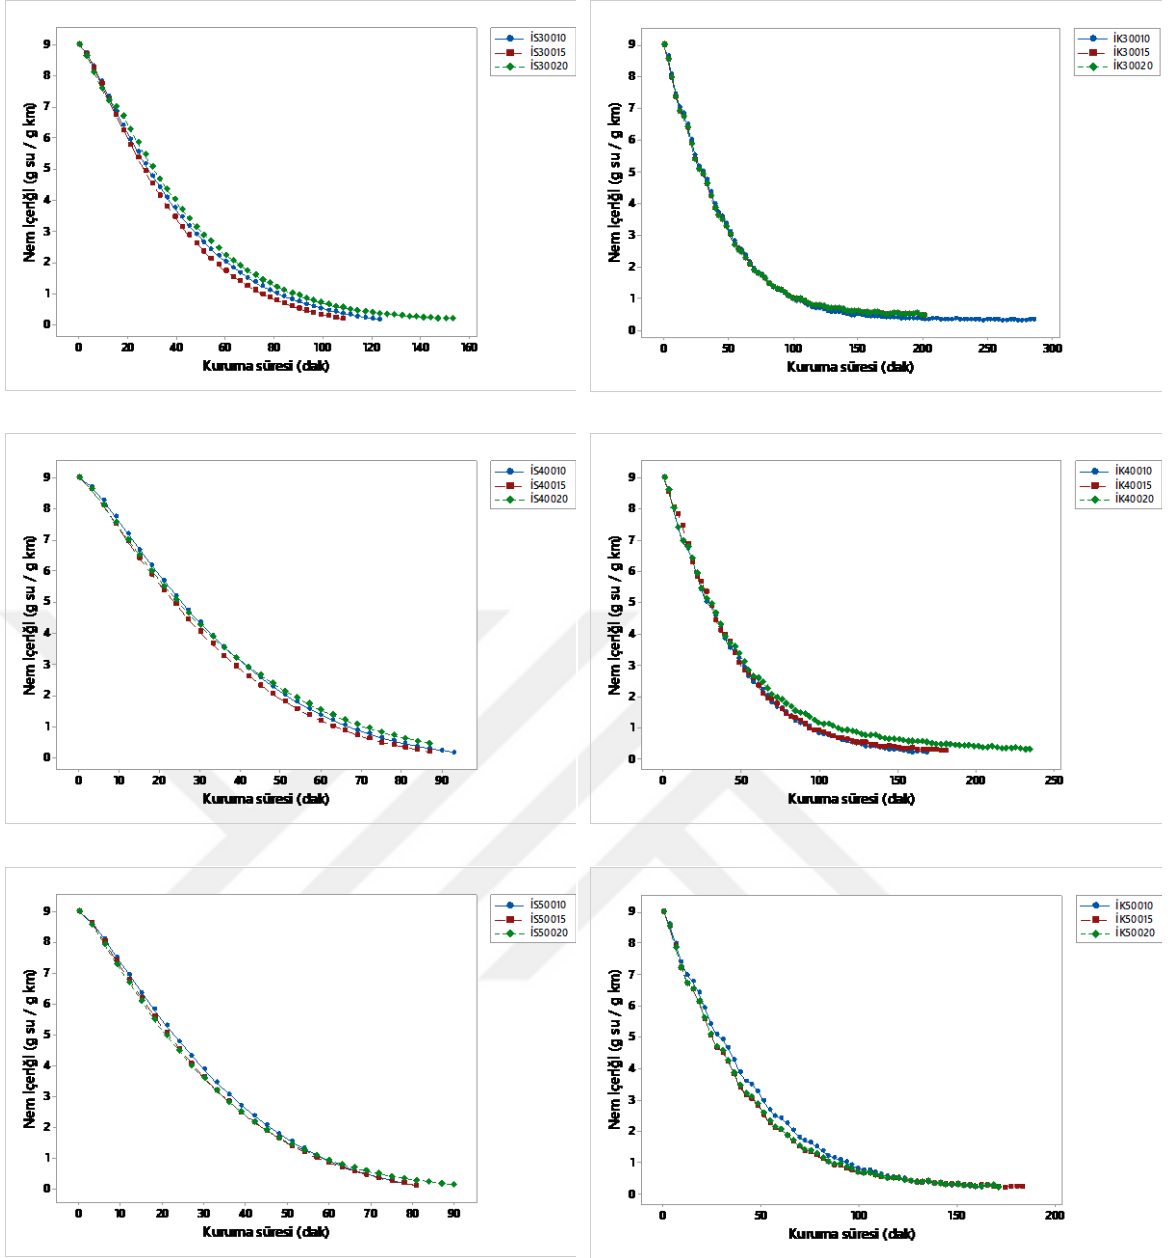 9
8
7
6
5
4
3
2
1
0
Nem İçeriği (g su / g km)
0 20 40 60 80 100 120 140 160
Kuruma süresi (dak)
İS30010
İS30015
İS30020
9
8
7
6
5
4
3
2
1
0
Nem İçeriği (g su / g km)
0 50 100 150 200 250 300
Kuruma süresi (dak)
İK30010
İK30015
İK30020
9
8
7
6
5
4
3
2
1
0
Nem İçeriği (g su / g km)
0 10 20 30 40 50 60 70 80 90
Kuruma süresi (dak)
İS40010
İS40015
İS40020
9
8
7
6
5
4
3
2
1
0
Nem İçeriği (g su / g km)
0 50 100 150 200 250
Kuruma süresi (dak)
İK40010
İK40015
İK40020
9
8
7
6
5
4
3
2
1
0
Nem İçeriği (g su / g km)
0 10 20 30 40 50 60 70 80 90
Kuruma süresi (dak)
İS50010
İS50015
İS50020
9
8
7
6
5
4
3
2
1
0
Nem İçeriği (g su / g km)
0 50 100 150 200
Kuruma süresi (dak)
İK50010
İK50015
İK50020